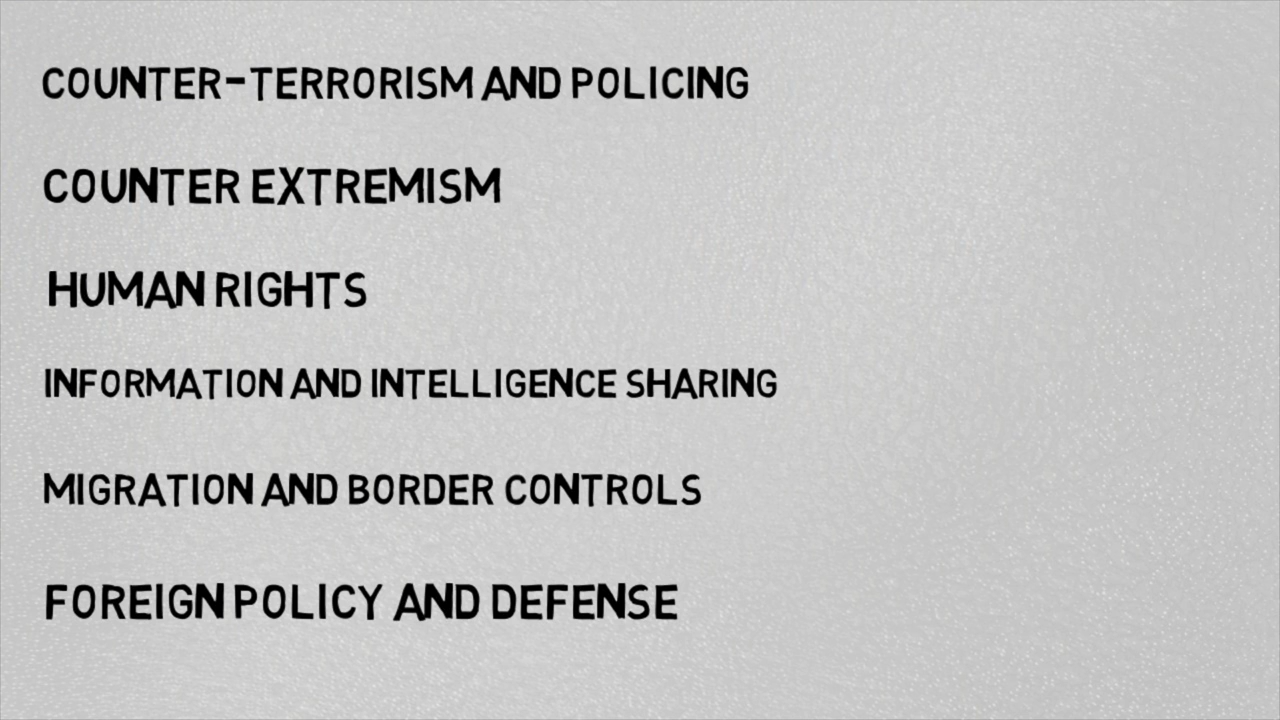 COUNTER-TERRORISM AND POLICING
COUNTER EXTREMISM
HUMAN RIGHTS
INFORMATION AND INTELLIGENCE SHARING
MIGRATION AND BORDER CONTROLS
FOREIGN POLICY AND DEFENSE